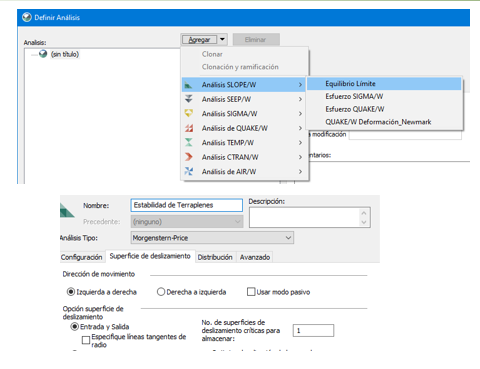 Definir Análisis
Analisis:
Agregar
Eliminar
(sin título)
Clonar
Clonación y ramificación
Análisis SLOPE/W
Análisis SEEP/W
Análisis SIGMA/W
Análisis de QUAKE/W
Análisis TEMP/W
Análisis CTRAN/W
Análisis de AIR/W
Equilibrio Límite
Esfuerzo SIGMA/W
Esfuerzo QUAKE/W
QUAKE/W Deformación_Newmark
modificación
entarios:
Nombre:
Estabilidad de Terraplenes
Descripción:
Precedente:
(ninguno)
Análisis Tipo:
Morgenstern-Price
Configuración
Superficie de deslizamiento
Distribución
Avanzado
Dirección de movimiento
Izquierda a derecha
Derecha a izquierda
Usar modo pasivo
Opción superficie de
deslizamiento
Entrada y Salida
Especifique líneas tangentes de
radio
No. de superficies de
deslizamiento críticas para
almacenar:
1